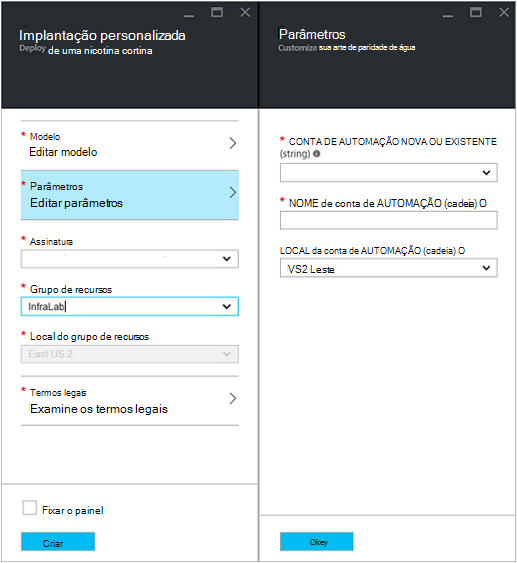 Implantação personalizada
Deploy de uma nicotina cortina
* Modelo
Editar modelo
* Parâmetros
Editar parâmetros
* Assinatura
* Grupo de recursos
InfraLab
* Local do grupo de recursos
East US 2
* Termos legais
Examine os termos legais
Fixar o painel
Criar
Parâmetros
Customize sua arte de paridade de água
* CONTA DE AUTOMAÇÃO NOVA OU EXISTENTE
(string)
* NOME de conta de AUTOMAÇÃO (cadeia) O
LOCAL da conta de AUTOMAÇÃO (cadeia) O
VS2 Leste
Okey